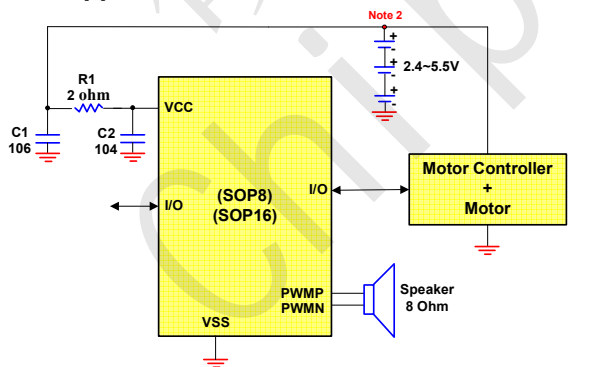 Note 2
+
-
+
-
+
-
2.4~5.5V
R1
2 ohm
VCC
C1
106
C2
104
I/O
(SOP8)
(SOP16)
I/O
Motor Controller
+
Motor
PWMP
PWMN
Speaker
8 Ohm
VSS
Chip